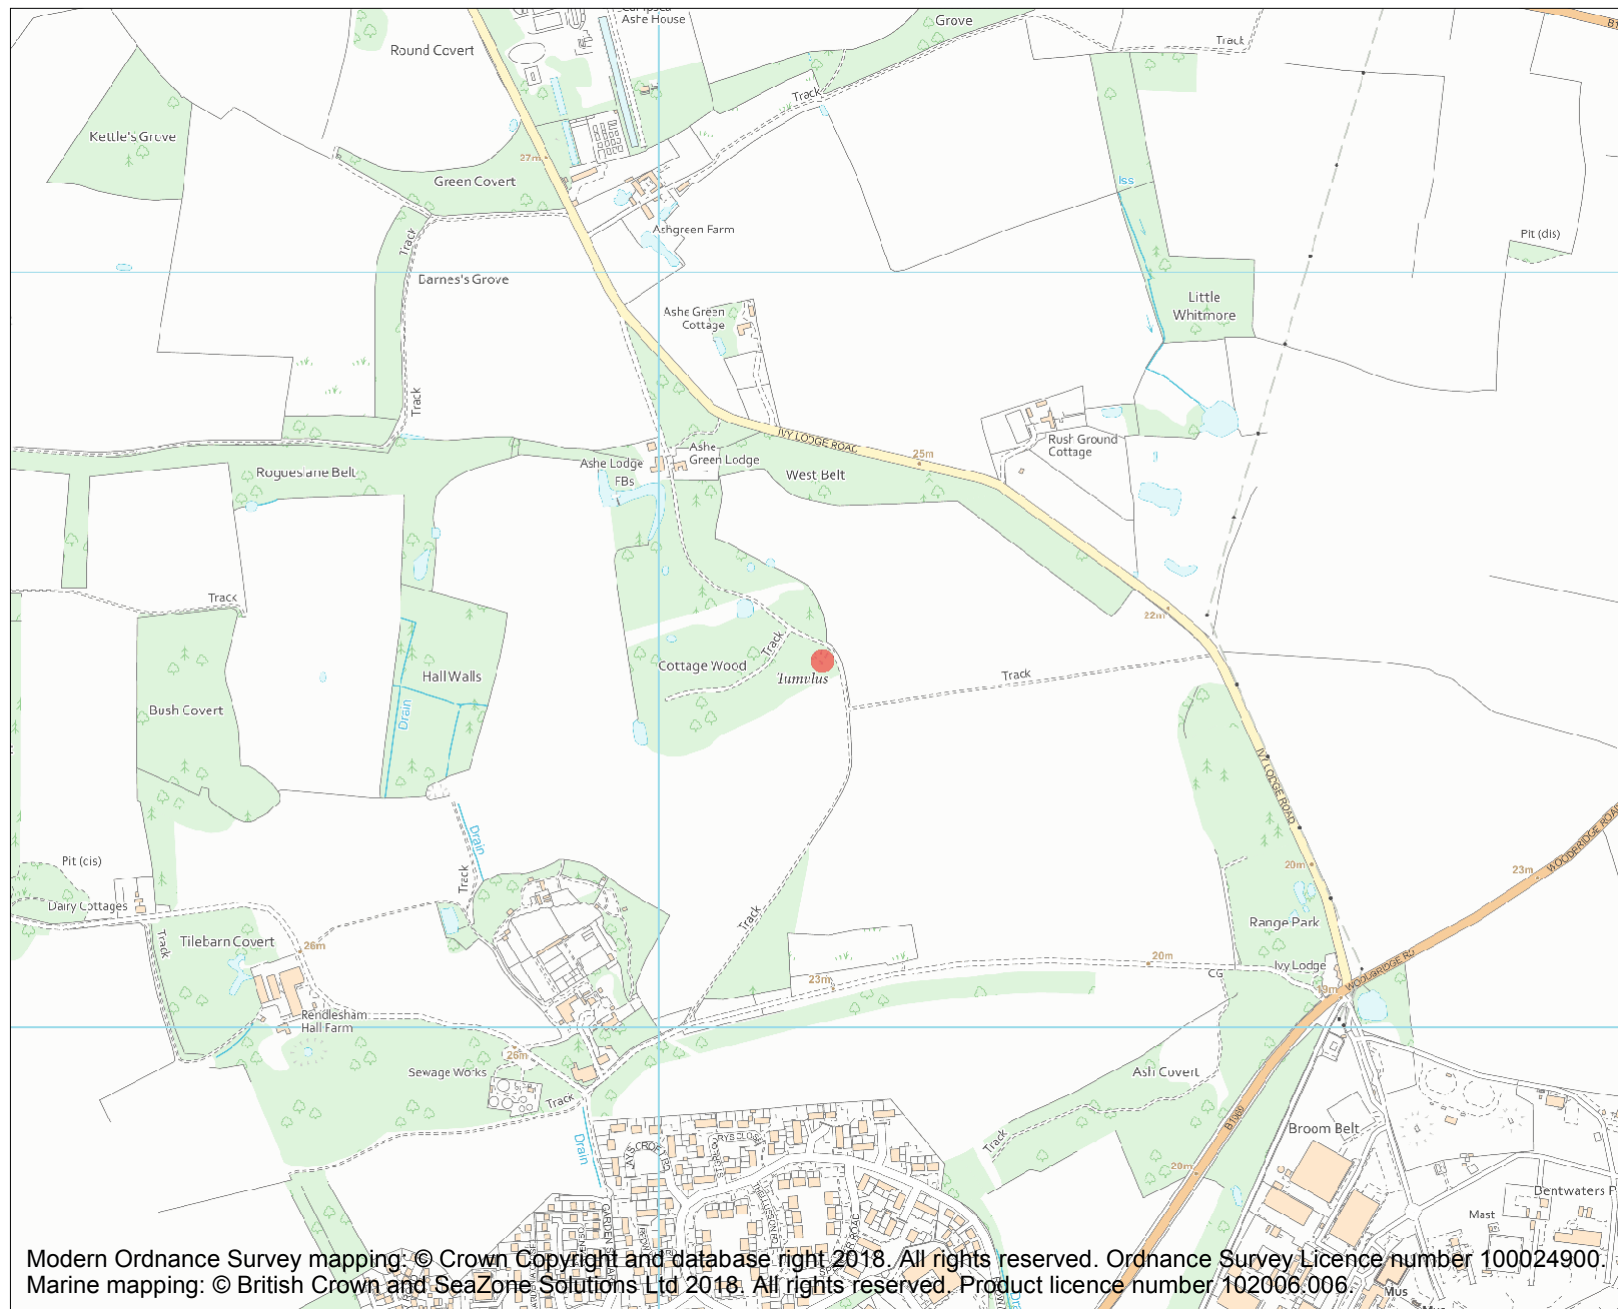 Ashe House
Grove
Track
Round Covert
Kettle's Grove
Track
27m
Green Covert
Iss
Ashgreen Farm
Pit (dis)
Track
Barnes's Grove
Little
Whitmore
Ashe Green
Cottage
Track
IVY LODGE ROAD
Rush Ground
Cottage
25m
Ashe
Green Lodge
Ashe Lodge
FBs
West Belt
Rogueslane Belt
Track
22m
Track
Cottage Wood
Tumulus
Track
Hall Walls
Drain
Bush Covert
IVY LODGE ROAD
Drain
Track
Pit (cis)
20m
23m
WOODBRIDGE ROAD
Dairy Cottages
Track
Range Park
Track
Tilebarn Covert
26m
20m
23m
CG
Ivy Lodge
WOODBRIDGE RD
19m
Rendlesham
Hall Farm
26m
Sewage Works
Ash Covert
Track
B1069
Broom Belt
Drain
Track
20m
JAYS CROFT RD
Mast
Modern Ordnance Survey mapping: © Crown Copyright and database right 2018. All rights reserved. Ordnance Survey Licence number 100024900.
Marine mapping: © British Crown and SeaZone Solutions Ltd 2018. All rights reserved. Product licence number 102006.006.
Mus